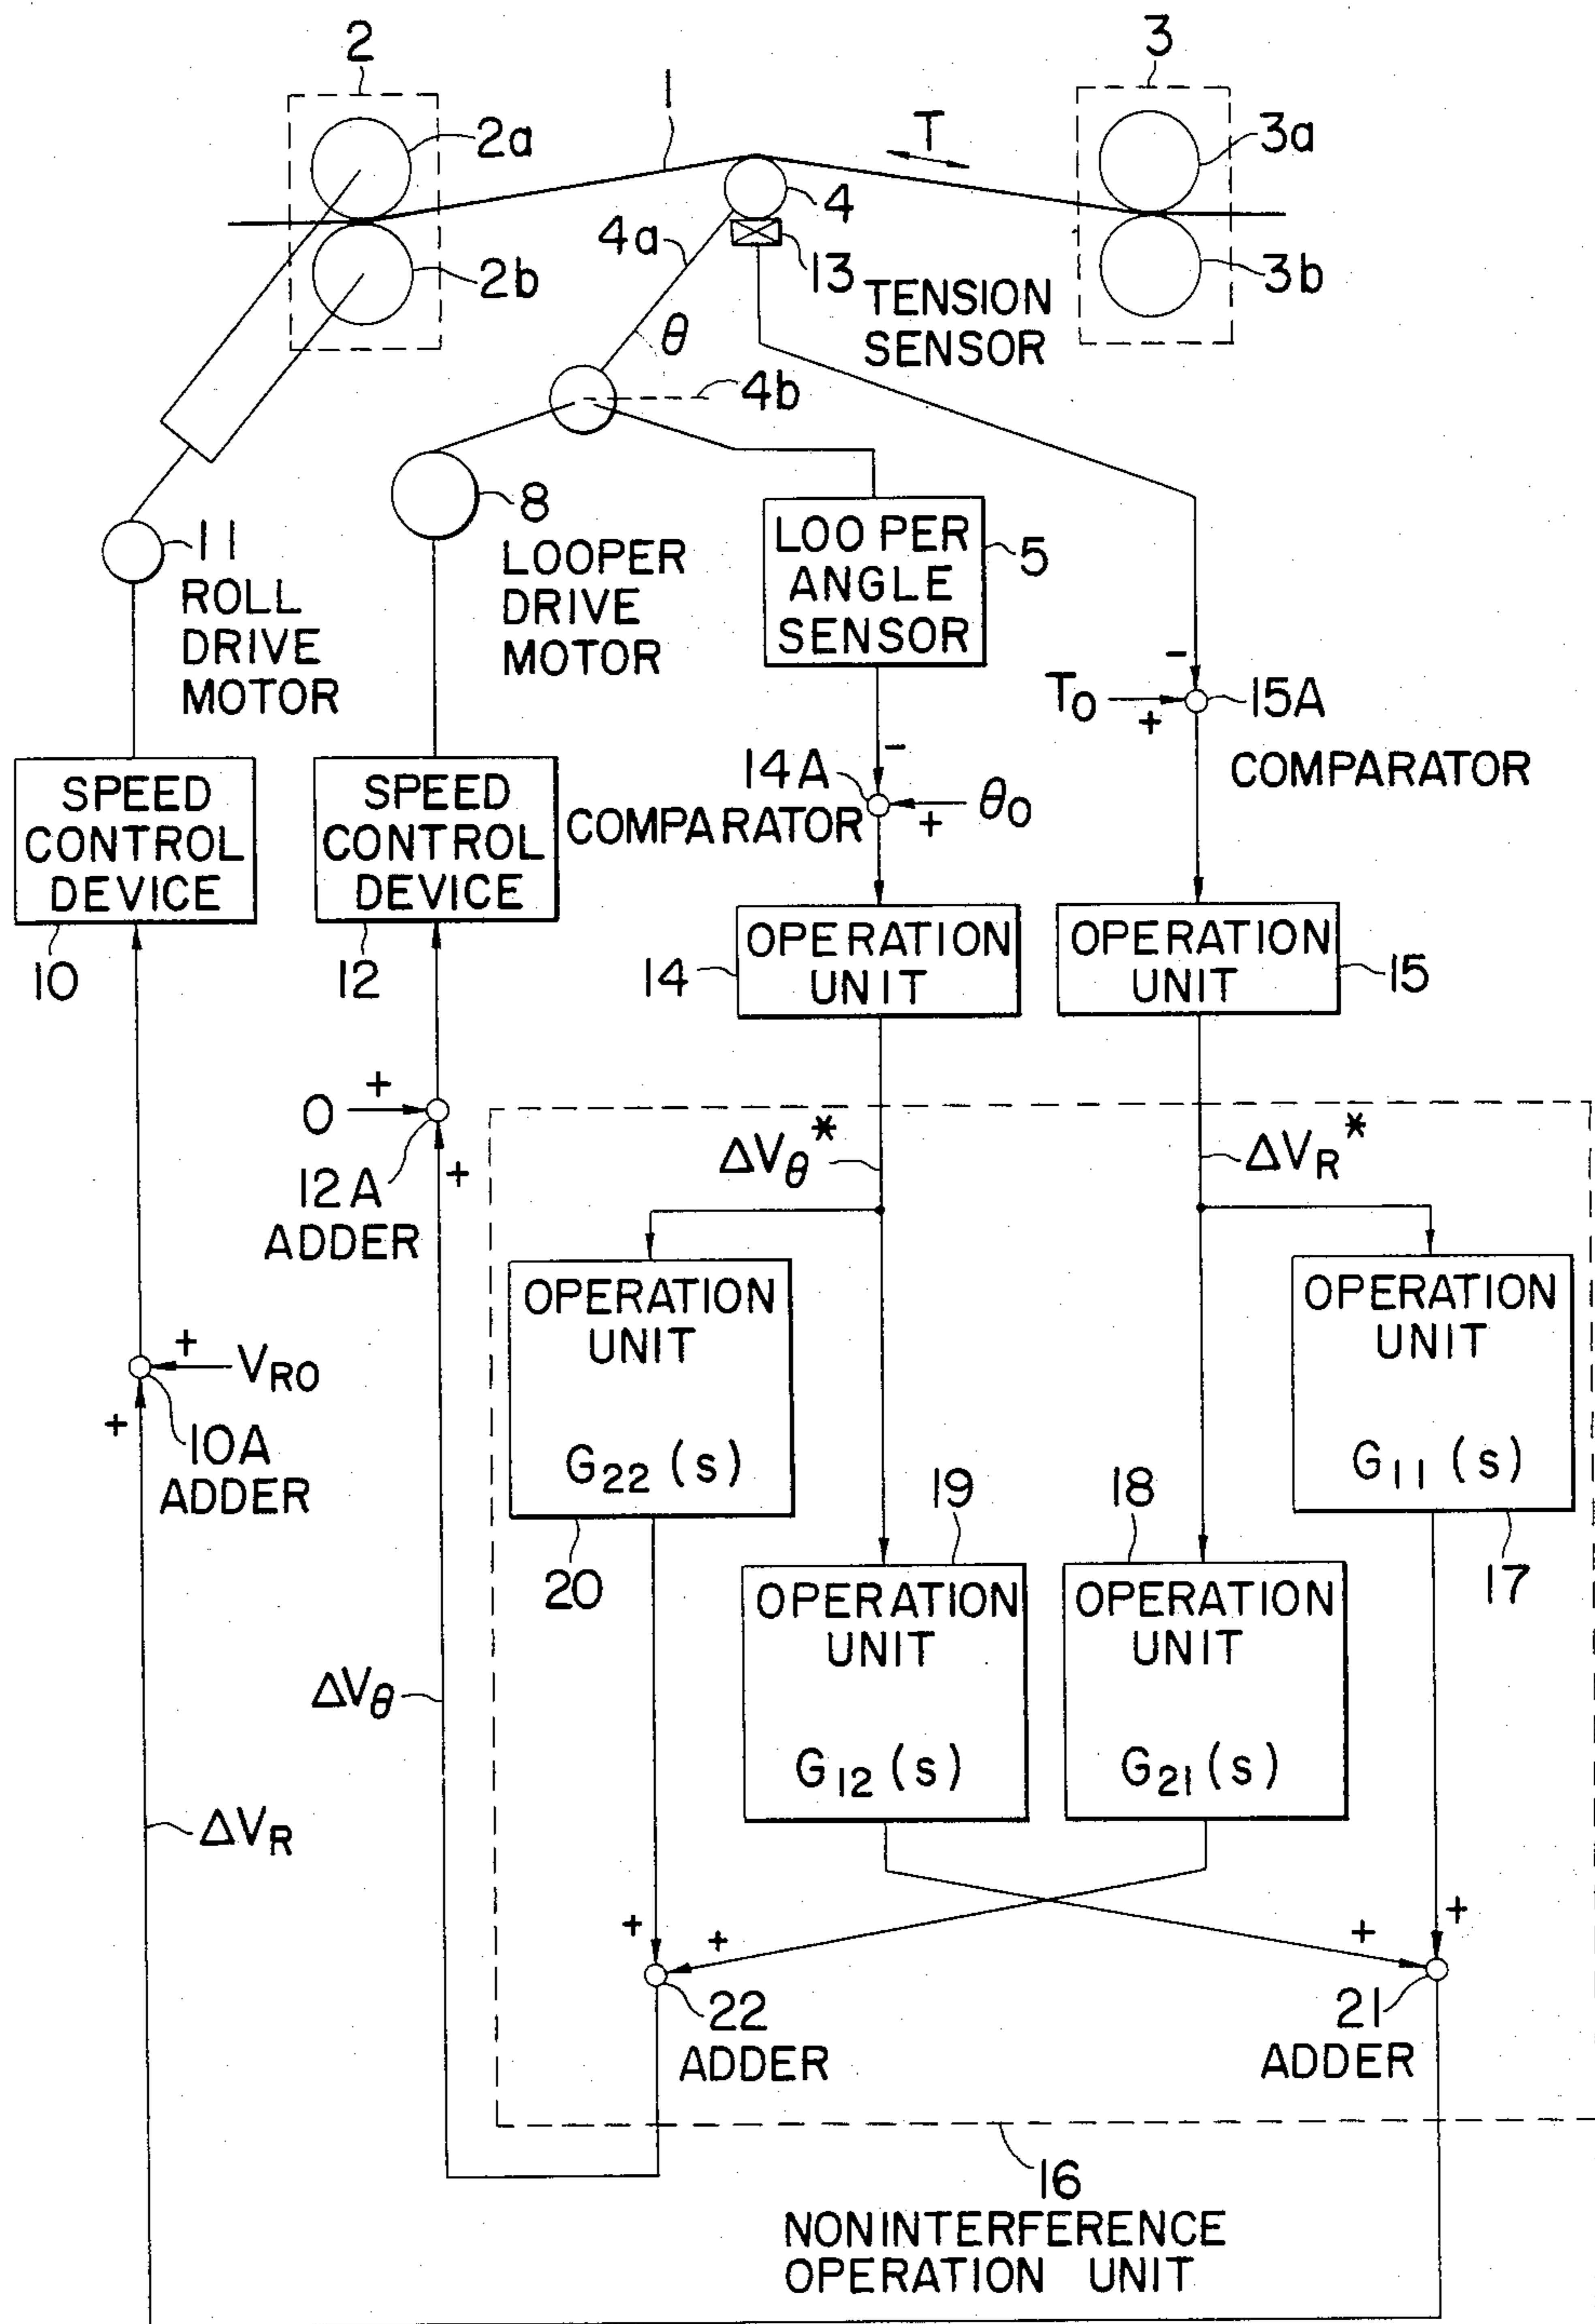 2
3
1
T
2a
3a
4
4a
2b
13
3b
TENSION
SENSOR
θ
4b
8
11
LOOPER
DRIVE
MOTOR
LOOPER
ANGLE
SENSOR
5
ROLL
DRIVE
MOTOR
-
T0
+
15A
COMPARATOR
-
14A
COMPARATOR
+
θ0
SPEED
CONTROL
DEVICE
SPEED
CONTROL
DEVICE
10
12
14
OPERATION
UNIT
OPERATION
UNIT
15
0
+
12A
ADDER
+
ΔVθ*
ΔVR*
OPERATION
UNIT
G22(s)
OPERATION
UNIT
G11(s)
+
VRO
+
10A
ADDER
20
19
18
17
OPERATION
UNIT
G12(s)
OPERATION
UNIT
G21(s)
ΔVθ
ΔVR
+
+
+
+
22
ADDER
21
ADDER
16
NONINTERFERENCE
OPERATION UNIT